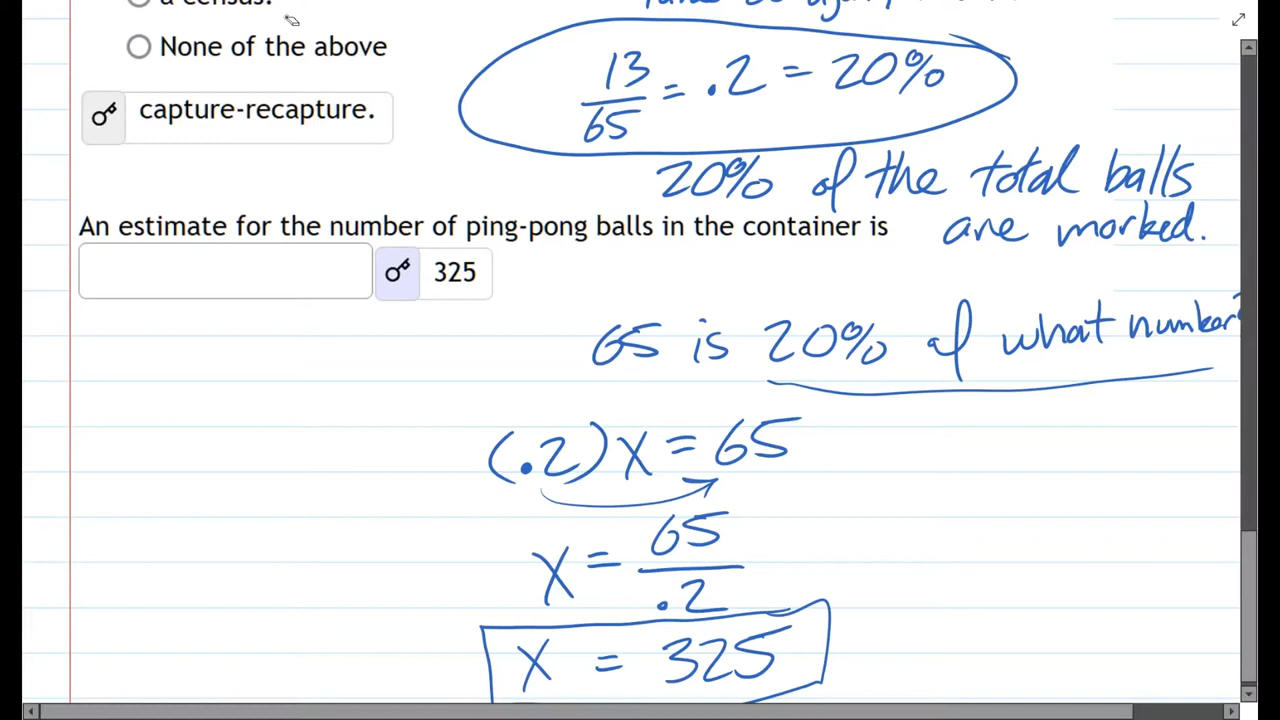 a census.
None of the above
13
65
= .2 = 20%
capture-recapture.
20% of the total balls
are marked.
An estimate for the number of ping-pong balls in the container is
325
65 is 20% of what number?
(.2)x = 65
x = 65
.2
x = 325